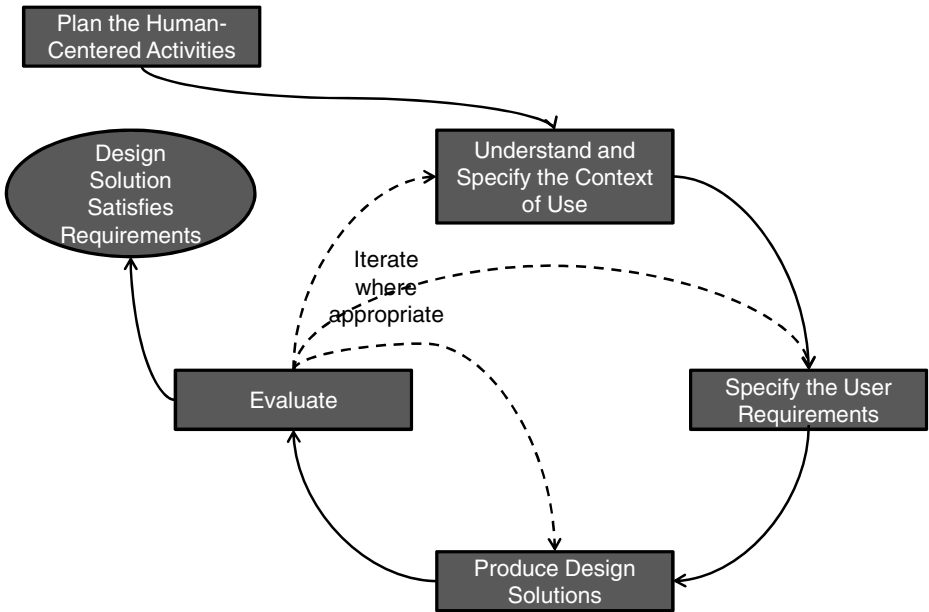 Plan the Human-
Centered Activities
Design
Solution
Satisfies
Requirements
Understand and
Specify the Context
of Use
Iterate
where
appropriate
Evaluate
Specify the User
Requirements
Produce Design
Solutions